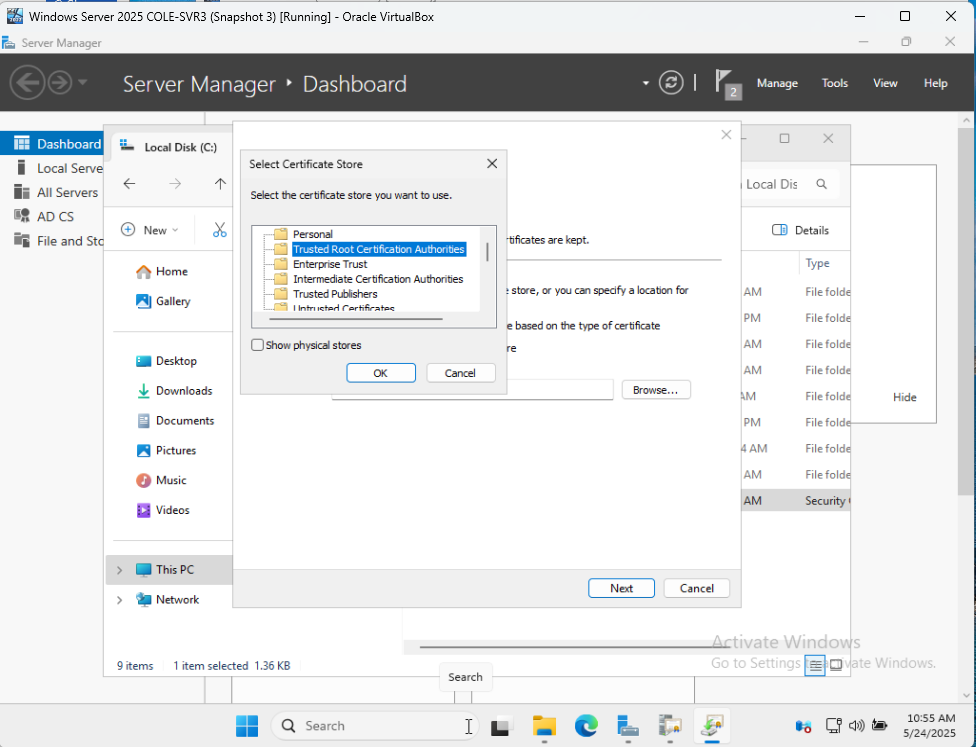 Windows Server 2025 COLE-SVR3 (Snapshot 3) [Running] - Oracle VirtualBox
Server Manager
Server Manager ‣ Dashboard
2
Manage
Tools
View
Help
Dashboard
Local Serve
All Servers
AD CS
File and Sto
Local Disk (C:)
Local Dis
New
Details
Home
Gallery
Desktop
Downloads
Documents
Pictures
Music
Videos
This PC
Network
Select Certificate Store
Select the certificate store you want to use.
Personal
Trusted Root Certification Authorities
Enterprise Trust
Intermediate Certification Authorities
Trusted Publishers
Untrusted Certificates
Show physical stores
OK
Cancel
rtificates are kept.
e store, or you can specify a location for
e based on the type of certificate
re
Browse...
Next
Cancel
Type
AM File folde
PM File folde
AM File folde
AM File folde
AM File folde
PM File folde
4 AM File folde
AM File folde
AM Security
Hide
9 items
1 item selected 1.36 KB
Activate Windows
Go to Settings to activate Windows.
Search
Search
10:55 AM
5/24/2025